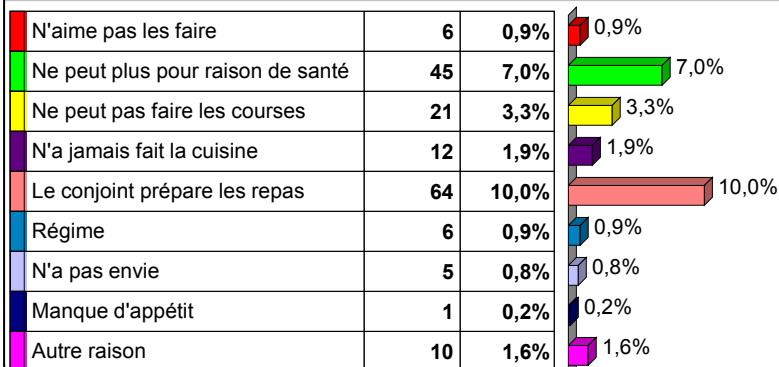 N'aime pas les faire 6 0,9% 0,9%
Ne peut plus pour raison de santé 45 7,0% 7,0%
Ne peut pas faire les courses 21 3,3% 3,3%
N'a jamais fait la cuisine 12 1,9% 1,9%
Le conjoint prépare les repas 64 10,0% 10,0%
Régime 6 0,9% 0,9%
N'a pas envie 5 0,8% 0,8%
Manque d'appétit 1 0,2% 0,2%
Autre raison 10 1,6% 1,6%